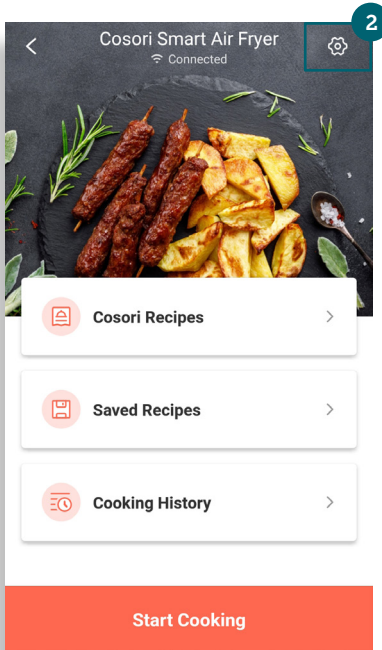 2
Cosori Smart Air Fryer
Connected
Cosori Recipes
Saved Recipes
Cooking History
Start Cooking